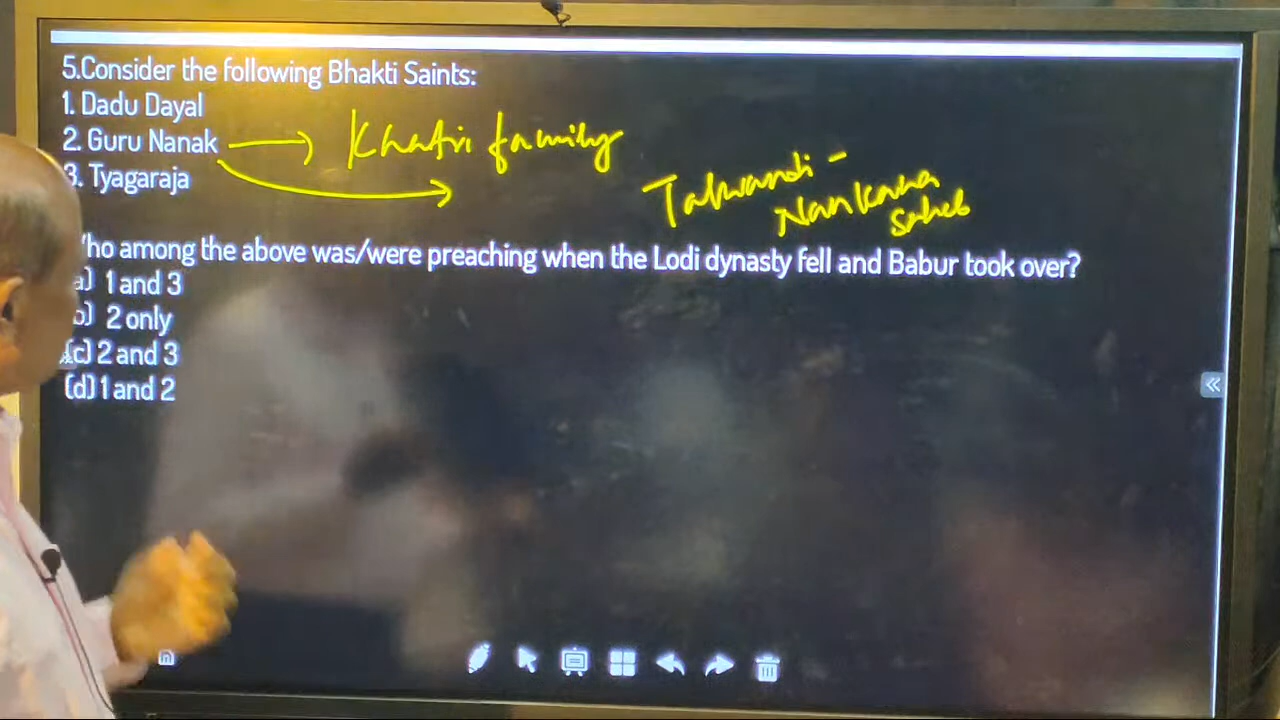 5.Consider the following Bhakti Saints:
1. Dadu Dayal
2. Guru Nanak → Khatri family
Talwandi - Nankana Saheb
3. Tyagaraja
ho among the above was/were preaching when the Lodi dynasty fell and Babur took over?
a) 1 and 3
b) 2 only
(c) 2 and 3
(d) 1 and 2